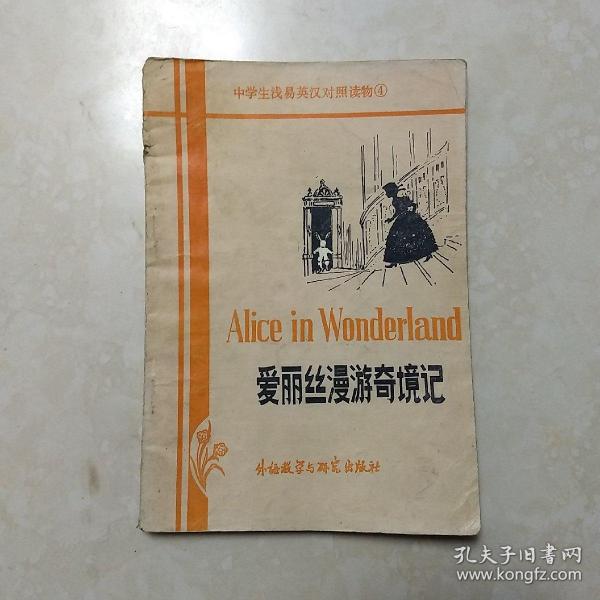 中学生浅易英汉对照读物④
Alice in Wonderland
爱丽丝漫游奇境记
外语教学与研究出版社
孔夫子旧书网
www.kongfz.com